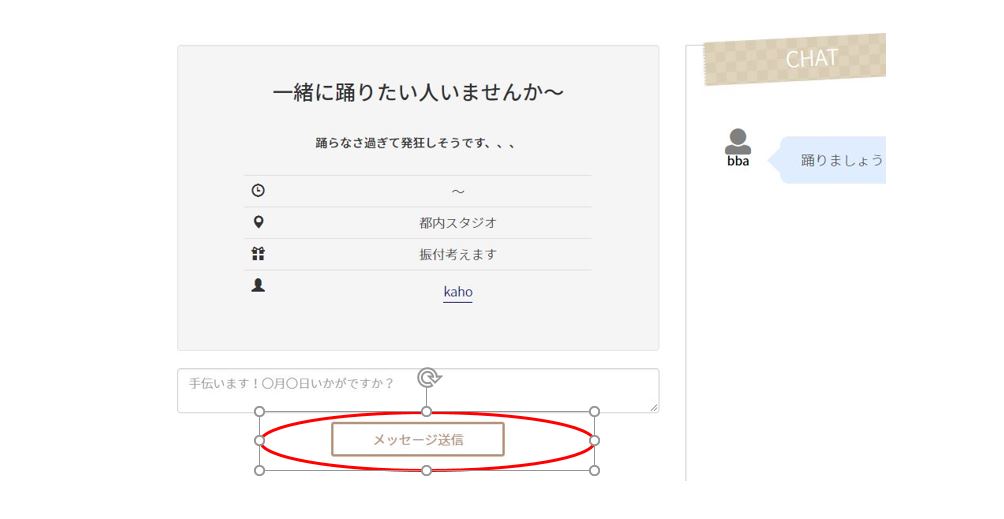 一緒に踊りたい人いませんか～
踊らなさ過ぎて発狂しそうです、、、
～
都内スタジオ
振付考えます
kaho
手伝います！〇月〇日いかがですか？
メッセージ送信
CHAT
bba
踊りましょう